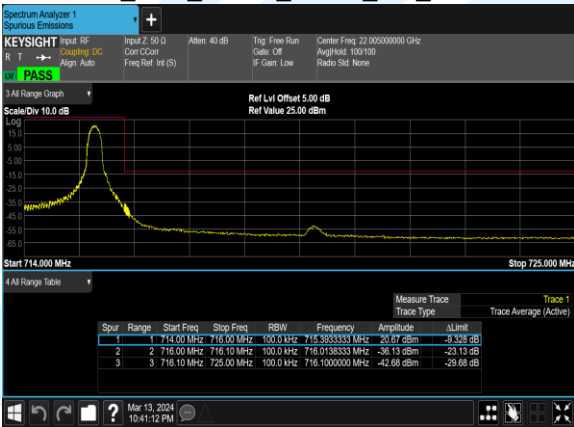 Spectrum Analyzer 1
Spurious Emissions
KEYSIGHT Input: RF Input Z: 50 Ω Atten: 40 dB Trig: Free Run Center Freq: 22.005000000 GHz
R T Coupling: DC Corr CCorr Gate: Off Avg|Hold: 100/100
Align: Auto Freq Ref: Int (S) IF Gain: Low Radio Std: None
PASS
3 All Range Graph
Ref Lvl Offset 5.00 dB
Scale/Div 10.0 dB Ref Value 25.00 dBm
Log
15.0
5.00
-5.00
-15.0
-25.0
-35.0
-45.0
-55.0
-65.0
Start 714.000 MHz Stop 725.000 MHz
4 All Range Table
Measure Trace Trace 1
Trace Type Trace Average (Active)
Spur Range Start Freq Stop Freq RBW Frequency Amplitude ΔLimit
1 1 714.00 MHz 716.00 MHz 100.0 kHz 715.3933333 MHz 20.67 dBm -9.328 dB
2 2 716.00 MHz 716.10 MHz 100.0 kHz 716.0138333 MHz -36.13 dBm -23.13 dB
3 3 716.10 MHz 725.00 MHz 100.0 kHz 716.1000000 MHz -42.68 dBm -29.68 dB
Mar 13, 2024
10:41:12 PM